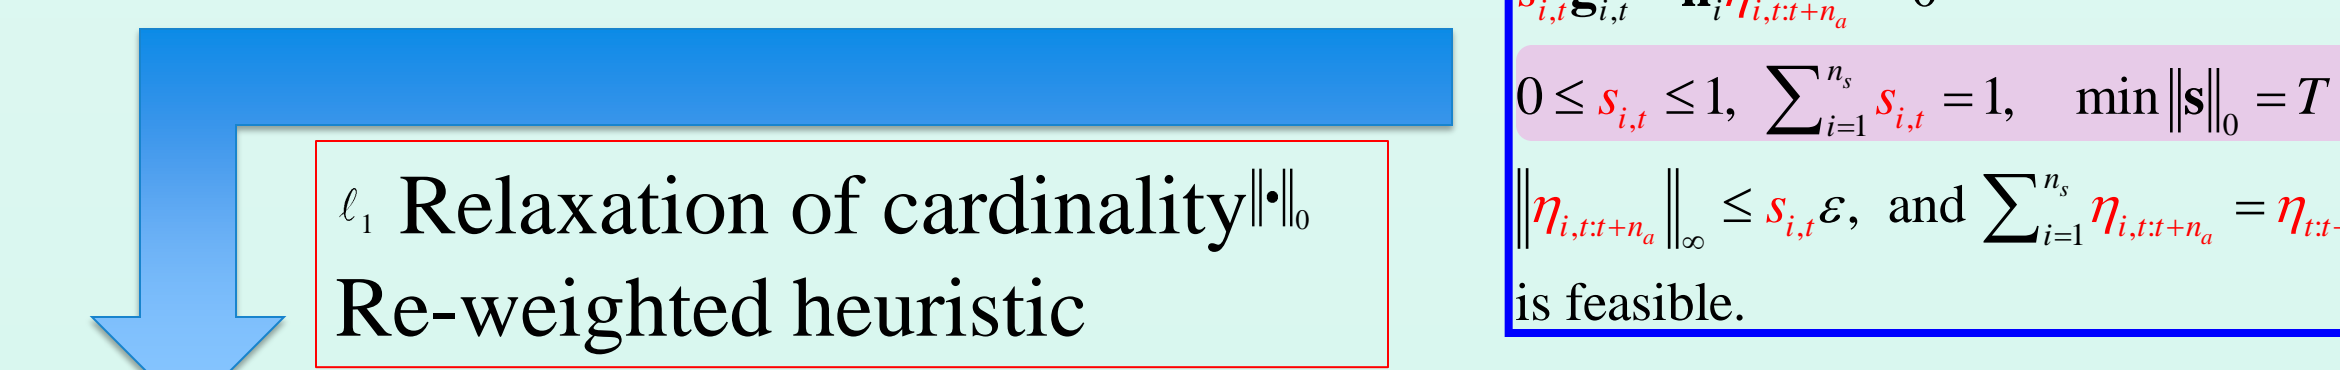 ℓ₁ Relaxation of cardinality‖•‖₀
Re-weighted heuristic
0 ≤ s_{i,t} ≤ 1, ∑_{i=1}^{n_s} s_{i,t} = 1, min‖s‖₀ = T
‖η_{i,t:t+n_a}‖_∞ ≤ s_{i,t}ε, and ∑_{i=1}^{n_s} η_{i,t:t+n_a} = η_{t:t
is feasible.